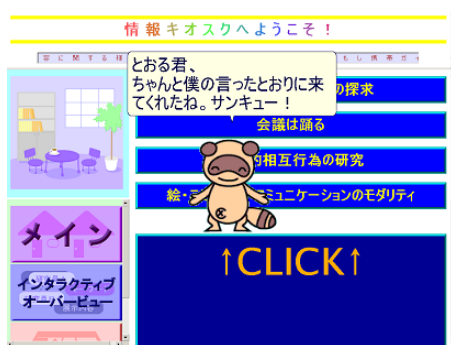 情報キオスクへようこそ！
とおる君、
ちゃんと僕の言ったとおりに来
てくれたね。サンキュー！
の探求
会議は踊る
的相互行為の研究
絵・
ミュニケーションのモダリティ
メイン
インタラクティブ
オーバービュー
展示内容
↑CLICK↑